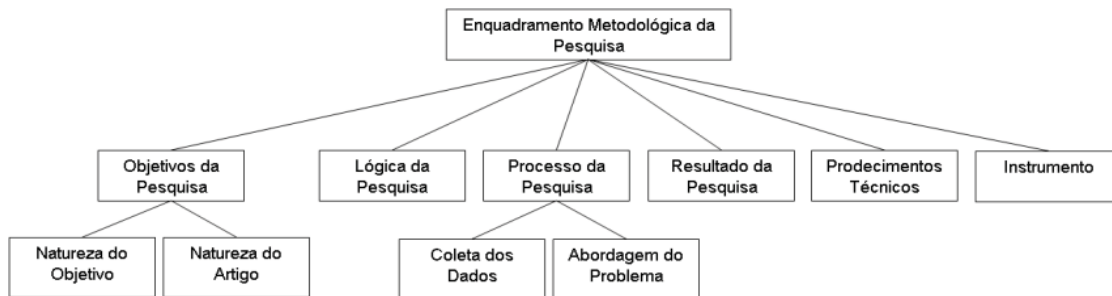 Enquadramento Metodológica da
Pesquisa
Objetivos da
Pesquisa
Lógica da
Pesquisa
Processo da
Pesquisa
Resultado da
Pesquisa
Prodecimentos
Técnicos
Instrumento
Natureza do
Objetivo
Natureza do
Artigo
Coleta dos
Dados
Abordagem do
Problema